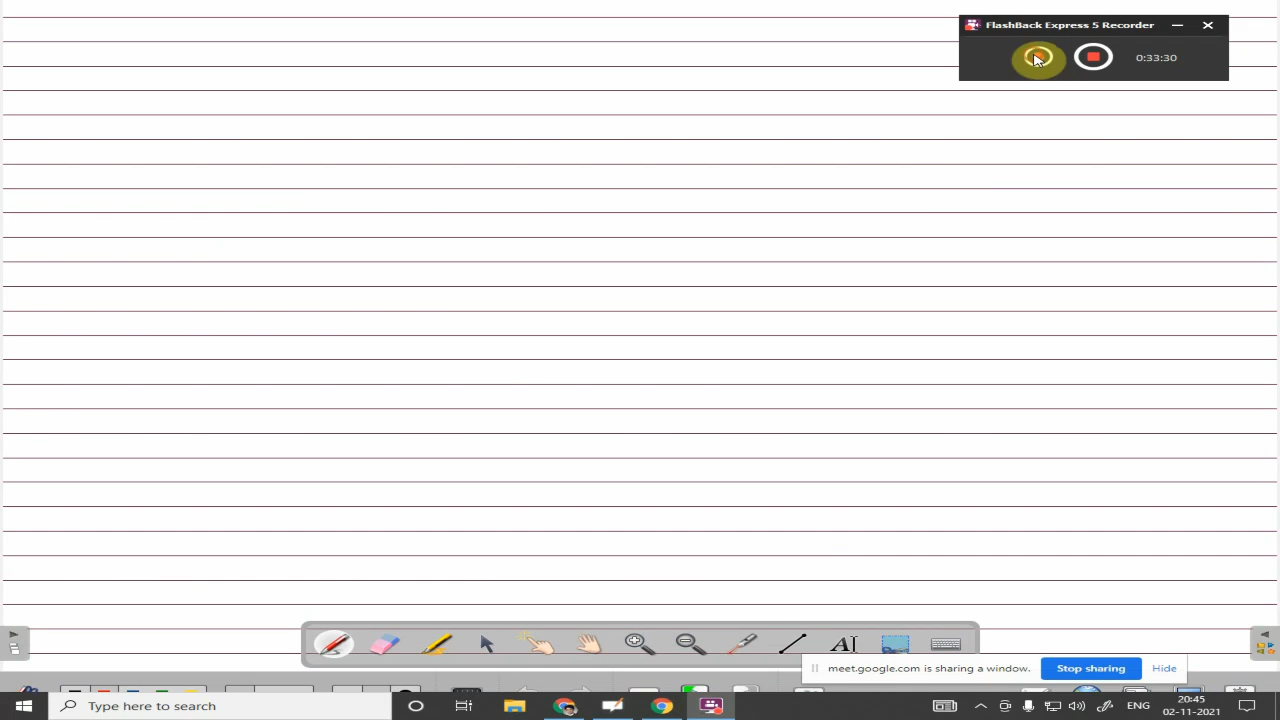 FlashBack Express 5 Recorder
0:33:30
meet.google.com is sharing a window.
Stop sharing
Hide
Type here to search
ENG
20:45
02-11-2021